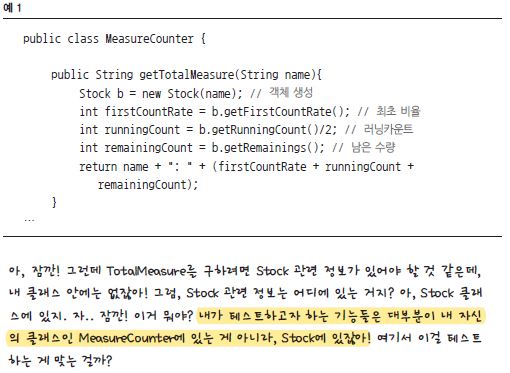 예 1
public class MeasureCounter {
public String getTotalMeasure(String name){
Stock b = new Stock(name); // 객체 생성
int firstCountRate = b.getFirstCountRate(); // 최초 비율
int runningCount = b.getRunningCount()/2; // 러닝카운트
int remainingCount = b.getRemainings(); // 남은 수량
return name + ": " + (firstCountRate + runningCount +
remainingCount);
}
...
아, 잠깐! 그런데 TotalMeasure를 구하려면 Stock 관련 정보가 있어야 할 것 같은데,
내 클래스 안에는 없잖아! 그럼, Stock 관련 정보는 어디에 있는 거지? 아, Stock 클래
스에 있지. 자.. 잠깐! 이거 뭐야? 내가 테스트하고자 하는 기능들은 대부분이 내 자신
의 클래스인 MeasureCounter에 있는 게 아니라, Stock에 있잖아! 여기서 이걸 테스트
하는 게 맞는 걸까?